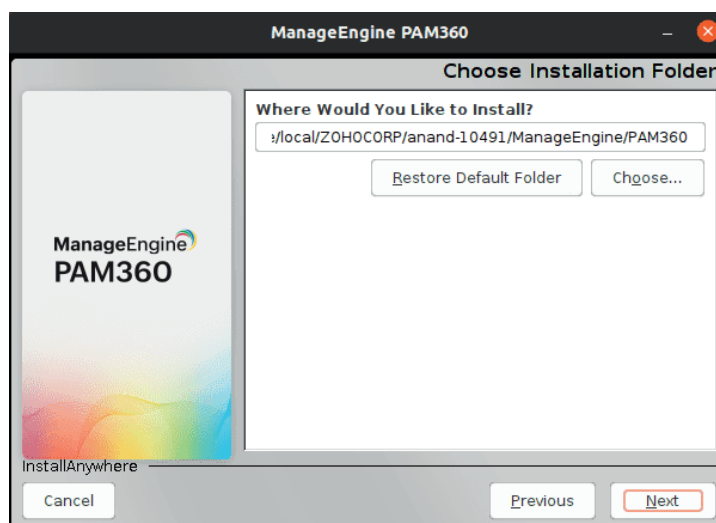 ManageEngine PAM360
Choose Installation Folder
Where Would You Like to Install?
e/local/ZOHOCORP/anand-10491/ManageEngine/PAM360
Restore Default Folder
Choose...
ManageEngine
PAM360
InstallAnywhere
Cancel
Previous
Next